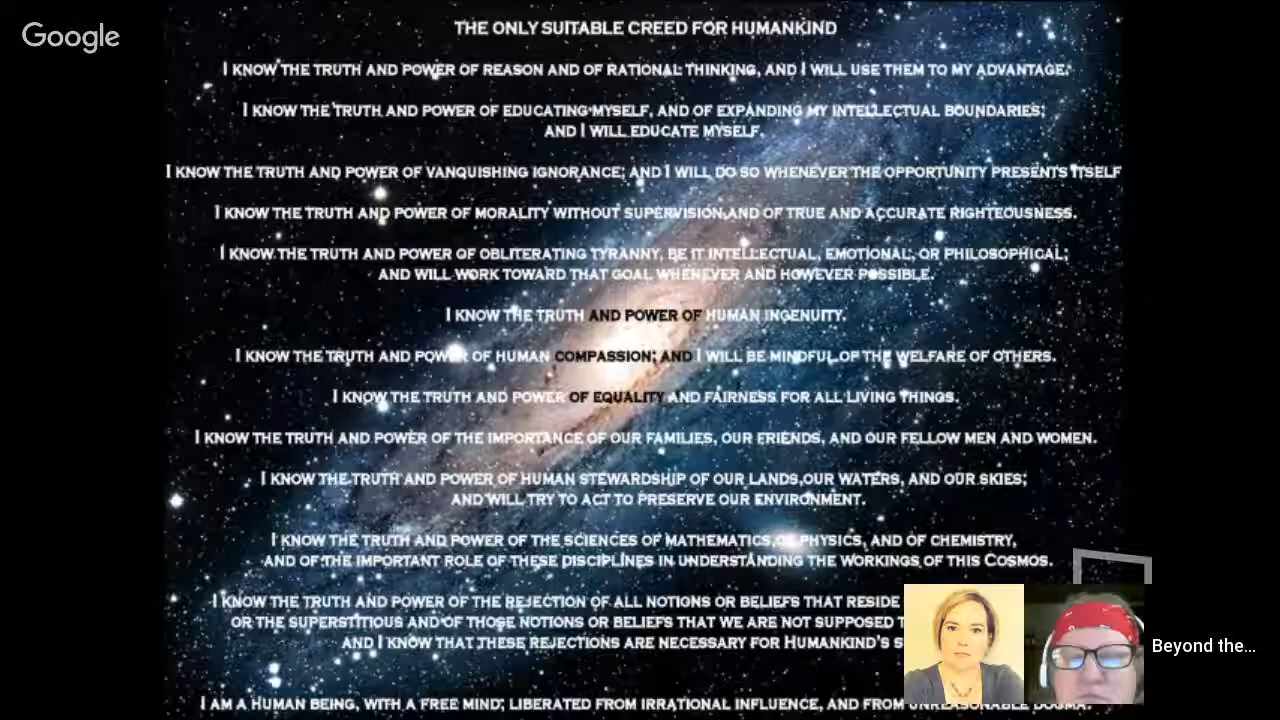 Google
THE ONLY SUITABLE CREED FOR HUMANKIND
I KNOW THE TRUTH AND POWER OF REASON AND OF RATIONAL THINKING, AND I WILL USE THEM TO MY ADVANTAGE.
I KNOW THE TRUTH AND POWER OF EDUCATING MYSELF, AND OF EXPANDING MY INTELLECTUAL BOUNDARIES;
AND I WILL EDUCATE MYSELF.
I KNOW THE TRUTH AND POWER OF VANQUISHING IGNORANCE; AND I WILL DO SO WHENEVER THE OPPORTUNITY PRESENTS ITSELF
I KNOW THE TRUTH AND POWER OF MORALITY WITHOUT SUPERVISION,AND OF TRUE AND ACCURATE RIGHTEOUSNESS.
I KNOW THE TRUTH AND POWER OF OBLITERATING TYRANNY, BE IT INTELLECTUAL, EMOTIONAL, OR PHILOSOPHICAL;
AND WILL WORK TOWARD THAT GOAL WHENEVER AND HOWEVER POSSIBLE.
I KNOW THE TRUTH AND POWER OF HUMAN INGENUITY.
I KNOW THE TRUTH AND POWER OF HUMAN COMPASSION; AND I WILL BE MINDFUL OF THE WELFARE OF OTHERS.
I KNOW THE TRUTH AND POWER OF EQUALITY AND FAIRNESS FOR ALL LIVING THINGS.
I KNOW THE TRUTH AND POWER OF THE IMPORTANCE OF OUR FAMILIES, OUR FRIENDS, AND OUR FELLOW MEN AND WOMEN.
I KNOW THE TRUTH AND POWER OF HUMAN STEWARDSHIP OF OUR LANDS,OUR WATERS, AND OUR SKIES;
AND WILL TRY TO ACT TO PRESERVE OUR ENVIRONMENT.
I KNOW THE TRUTH AND POWER OF THE SCIENCES OF MATHEMATICS,OF PHYSICS, AND OF CHEMISTRY,
AND OF THE IMPORTANT ROLE OF THESE DISCIPLINES IN UNDERSTANDING THE WORKINGS OF THIS COSMOS.
I KNOW THE TRUTH AND POWER OF THE REJECTION OF ALL NOTIONS OR BELIEFS THAT RESIDE
OR THE SUPERSTITIOUS AND OF THOSE NOTIONS OR BELIEFS THAT WE ARE NOT SUPPOSED
AND I KNOW THAT THESE REJECTIONS ARE NECESSARY FOR HUMANKIND'S
Beyond the...
I AM A HUMAN BEING, WITH A FREE MIND; LIBERATED FROM IRRATIONAL INFLUENCE, AND FROM UNREASONABLE DOGMA.